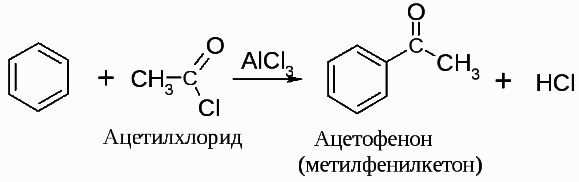 + CH3 C O Cl AlCl3 O C CH3 + HCl
Ацетилхлорид
Ацетофенон
(метилфенилкетон)